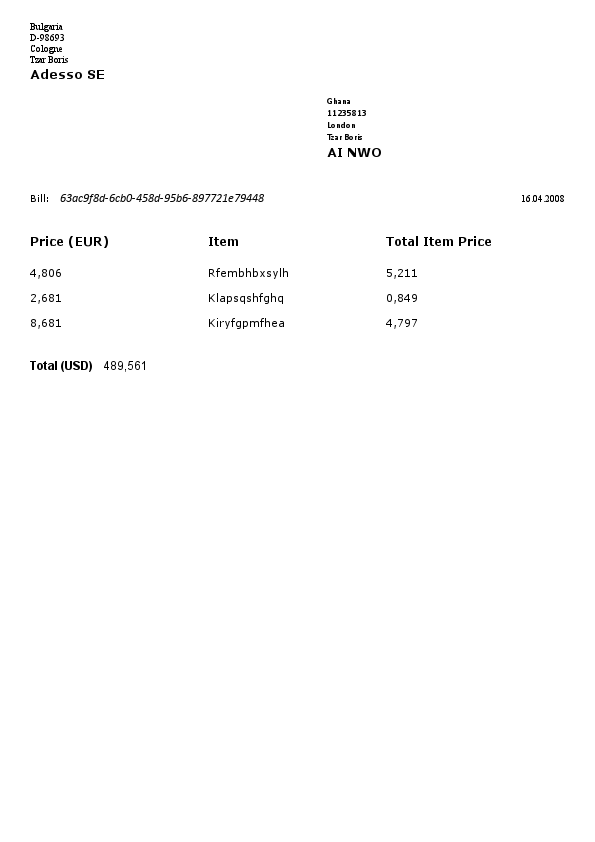 Bulgaria
D-98693
Cologne
Tzar Boris
Adesso SE
Ghana
11235813
London
Tzar Boris
AI NWO
Bill: 63ac9f8d-6cb0-458d-95b6-897721e79448 16.04.2008
Price (EUR) Item Total Item Price
4,806 Rfembhbxsylh 5,211
2,681 Klapsqshfghq 0,849
8,681 Kiryfgpmfhea 4,797
Total (USD) 489,561